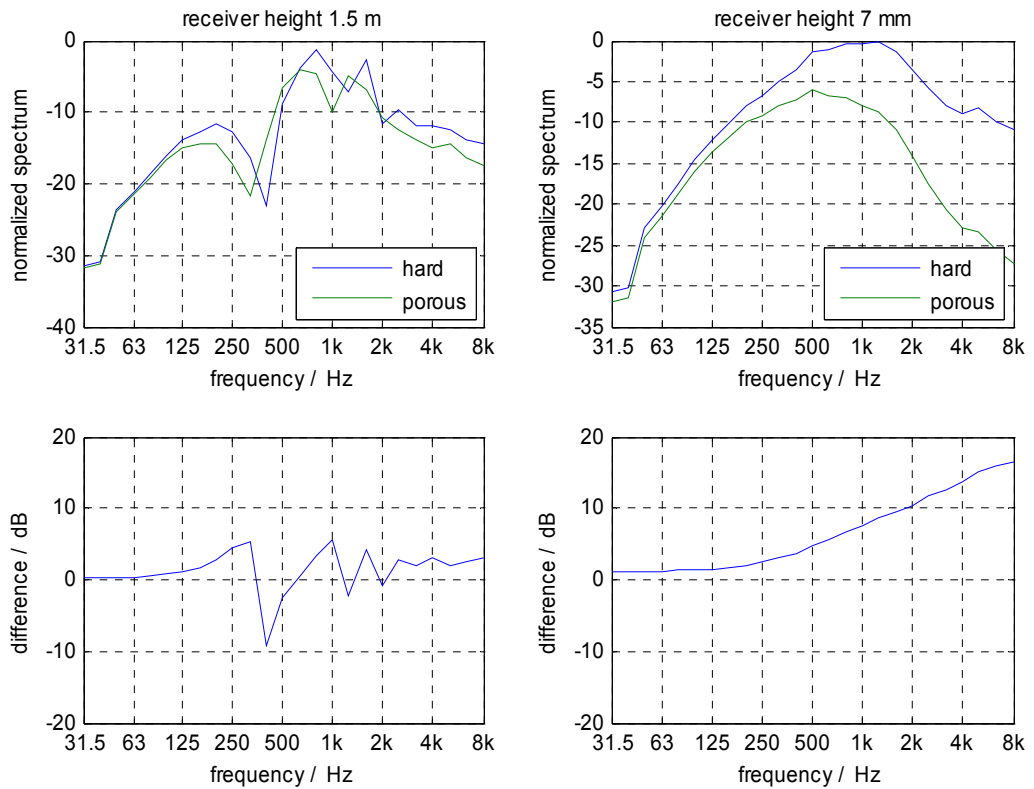 receiver height 1.5 m
0
-10
-20
-30
-40
normalized spectrum
hard
porous
31.5 63 125 250 500 1k 2k 4k 8k
frequency / Hz
receiver height 7 mm
0
-5
-10
-15
-20
-25
-30
-35
normalized spectrum
hard
porous
31.5 63 125 250 500 1k 2k 4k 8k
frequency / Hz
20
10
0
-10
-20
difference / dB
31.5 63 125 250 500 1k 2k 4k 8k
frequency / Hz
20
10
0
-10
-20
difference / dB
31.5 63 125 250 500 1k 2k 4k 8k
frequency / Hz